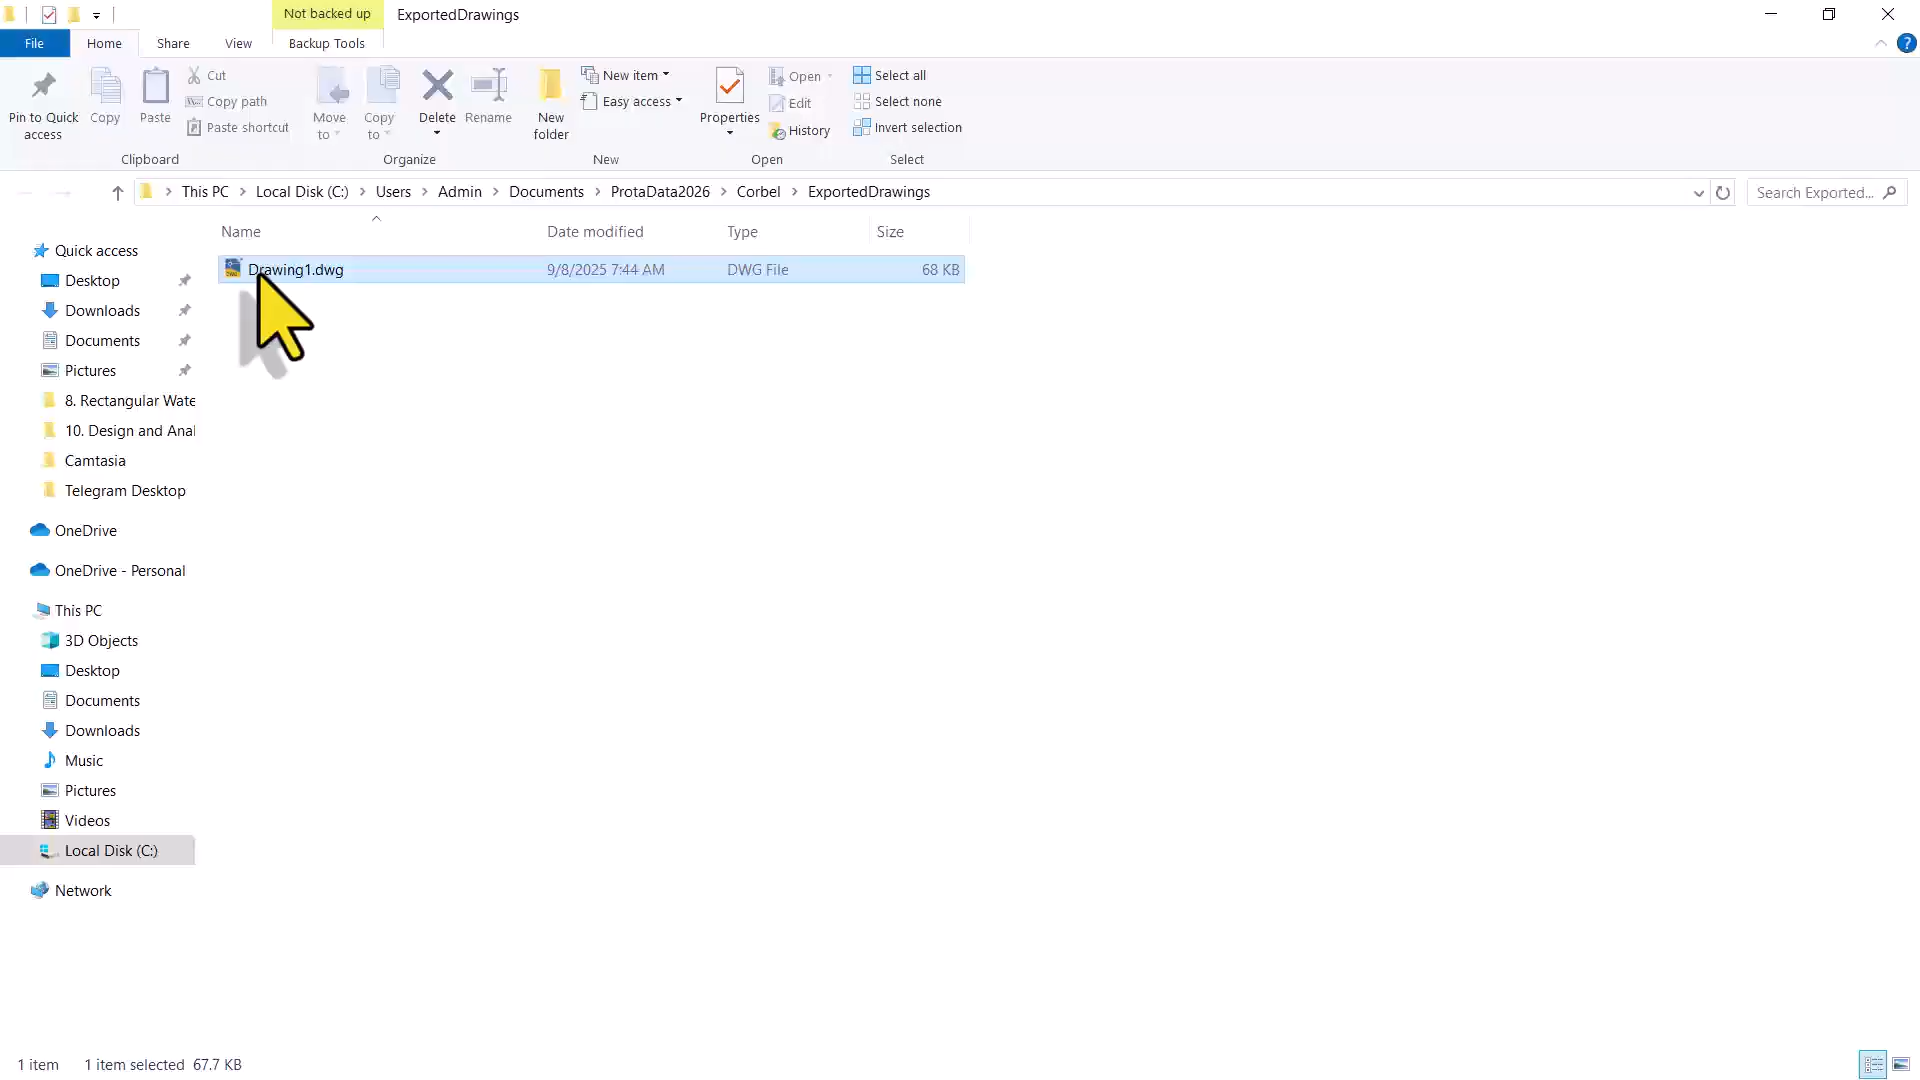 Not backed up
ExportedDrawings
File
Home
Share
View
Backup Tools
Pin to Quick access
Copy
Paste
Cut
Copy path
Paste shortcut
Clipboard
Move to
Copy to
Delete
Rename
Organize
New folder
New item
Easy access
New
Properties
Open
Edit
History
Open
Select all
Select none
Invert selection
Select
This PC
Local Disk (C:)
Users
Admin
Documents
ProtaData2026
Corbel
ExportedDrawings
Search Exported...
Name
Date modified
Type
Size
Drawing1.dwg
9/8/2025 7:44 AM
DWG File
68 KB
Quick access
Desktop
Downloads
Documents
Pictures
8. Rectangular Wate
10. Design and Anal
Camtasia
Telegram Desktop
OneDrive
OneDrive - Personal
This PC
3D Objects
Desktop
Documents
Downloads
Music
Pictures
Videos
Local Disk (C:)
Network
1 item
1 item selected 67.7 KB